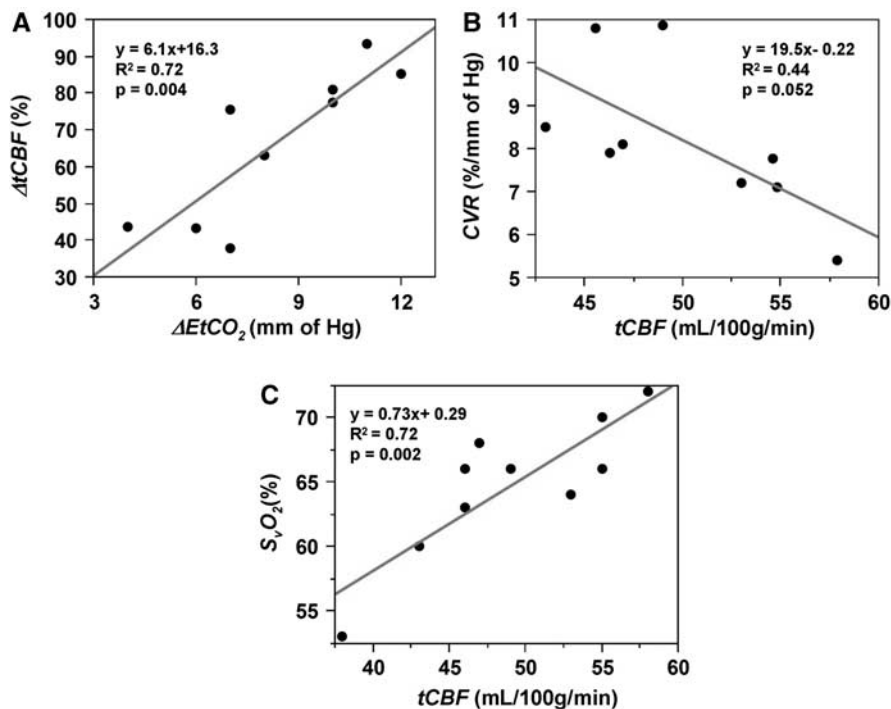 A
y = 6.1x+16.3
R² = 0.72
p = 0.004
100
90
80
70
60
50
40
30
ΔtCBF (%)
3
6
9
12
ΔEtCO₂ (mm of Hg)
B
y = 19.5x- 0.22
R² = 0.44
p = 0.052
11
10
9
8
7
6
5
CVR (%/mm of Hg)
45
50
55
60
tCBF (mL/100g/min)
C
y = 0.73x+ 0.29
R² = 0.72
p = 0.002
70
65
60
55
SᵥO₂(%)
40
45
50
55
60
tCBF (mL/100g/min)